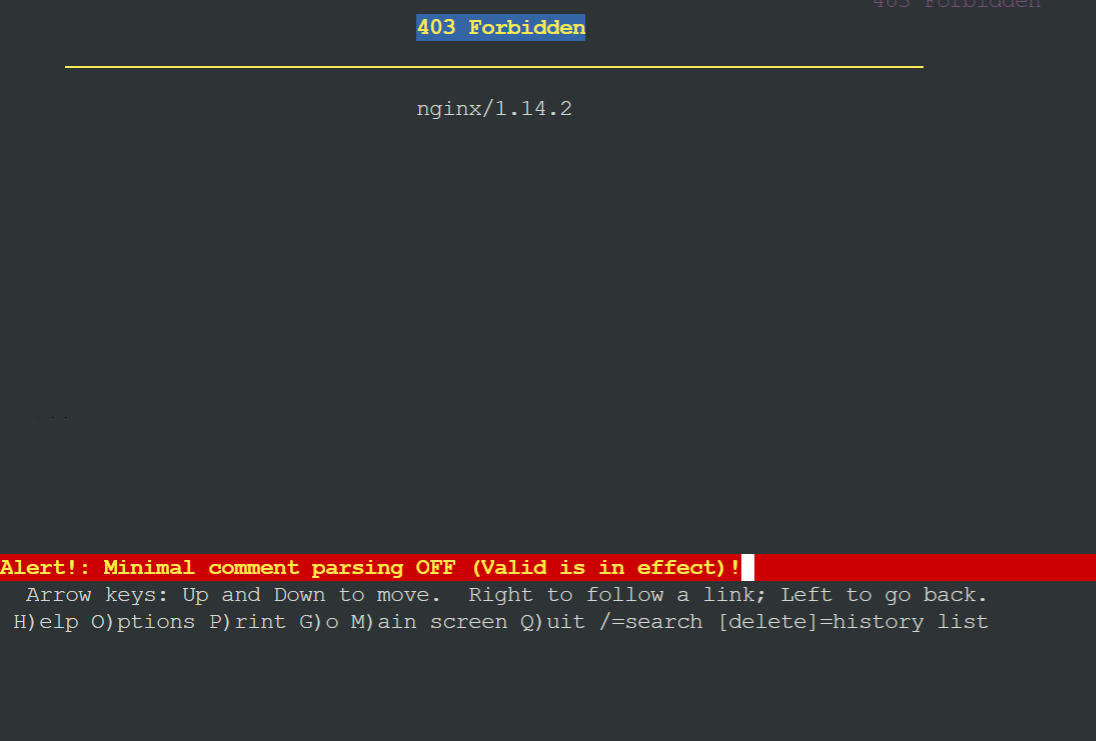 403 Forbidden
403 Forbidden
nginx/1.14.2
Alert!: Minimal comment parsing OFF (Valid is in effect)!
Arrow keys: Up and Down to move. Right to follow a link; Left to go back.
H)elp O)ptions P)rint G)o M)ain screen Q)uit /=search [delete]=history list